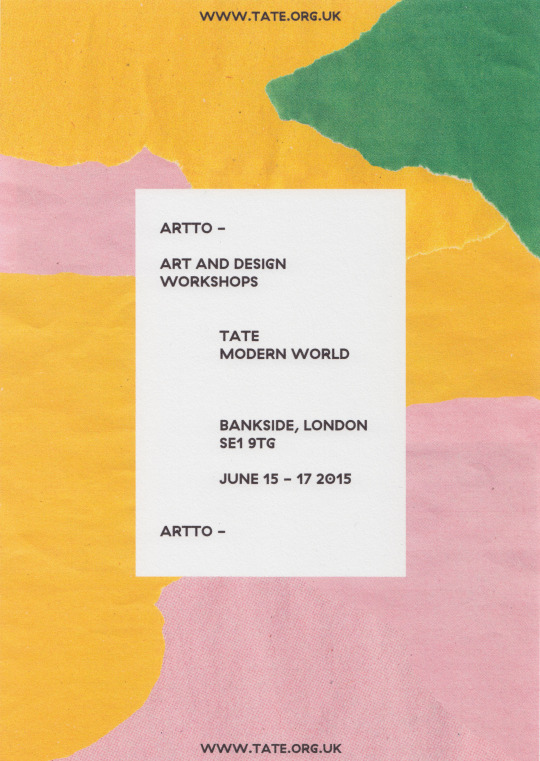 WWW.TATE.ORG.UK
ARTTO –
ART AND DESIGN
WORKSHOPS
TATE
MODERN WORLD
BANKSIDE, LONDON
SE1 9TG
JUNE 15 – 17 2015
ARTTO –
WWW.TATE.ORG.UK